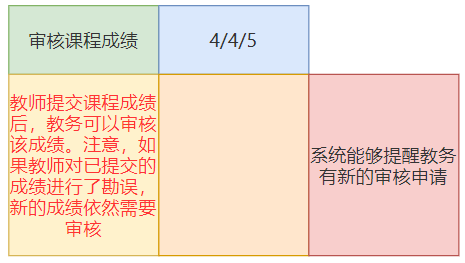 审核课程成绩
4/4/5
教师提交课程成绩
后，教务可以审核
该成绩。注意，如
果教师对已提交的
成绩进行了勘误，
新的成绩依然需要
审核
系统能够提醒教务
有新的审核申请